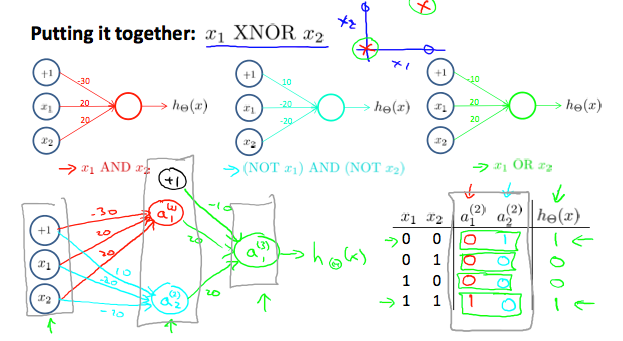 Putting it together: x₁ XNOR x₂
x₂
x₁
+1
-30
x₁
20
20
x₂
hΘ(x)
→ x₁ AND x₂
+1
10
x₁
-20
-20
x₂
hΘ(x)
→ (NOT x₁) AND (NOT x₂)
+1
-10
x₁
20
20
x₂
hΘ(x)
→ x₁ OR x₂
+1
-10
-30
a₁⁽²⁾
+1
20
20
20
x₁
a₁⁽³⁾
→ hΘ(x)
10
-20
x₂
a₂⁽²⁾
20
x₁ x₂ a₁⁽²⁾ a₂⁽²⁾ hΘ(x)
→ 0 0 0 1 1 ←
0 1 0 0 0
1 0 0 0 0
→ 1 1 1 0 1 ←